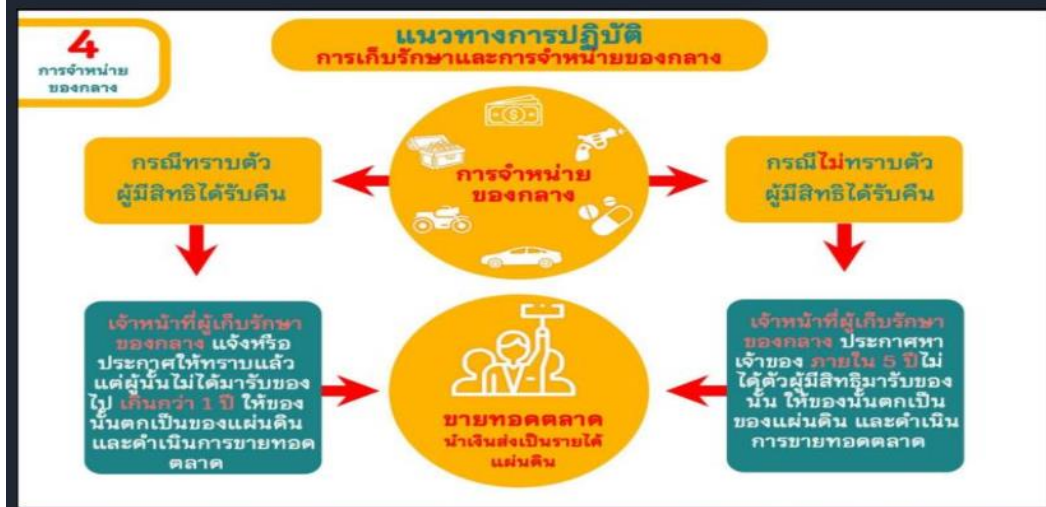 4
การจำหน่าย
ของกลาง
แนวทางการปฏิบัติ
การเก็บรักษาและการจำหน่ายของกลาง
กรณีทราบตัว
ผู้มีสิทธิได้รับคืน
การจำหน่าย
ของกลาง
กรณีไม่ทราบตัว
ผู้มีสิทธิได้รับคืน
เจ้าหน้าที่ผู้เก็บรักษา
ของกลาง แจ้งหรือ
ประกาศให้ทราบแล้ว
แต่ผู้นั้นไม่ได้มารับของ
ไป เกินกว่า 1 ปี ให้ของ
นั้นตกเป็นของแผ่นดิน
และดำเนินการขายทอด
ตลาด
ขายทอดตลาด
นำเงินส่งเป็นรายได้
แผ่นดิน
เจ้าหน้าที่ผู้เก็บรักษา
ของกลาง ประกาศหา
เจ้าของ ภายใน 5 ปีไม่
ได้ตัวผู้มีสิทธิมารับของ
นั้น ให้ของนั้นตกเป็น
ของแผ่นดิน และดำเนิน
การขายทอดตลาด